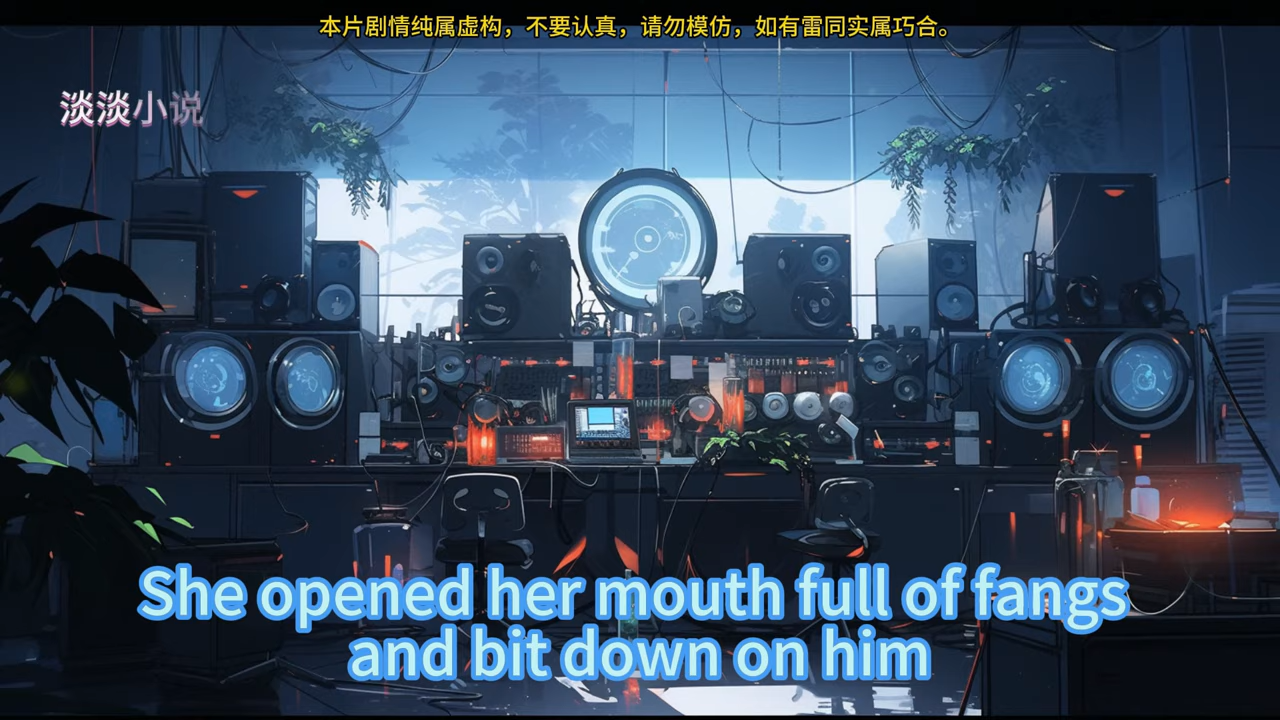 本片剧情纯属虚构，不要认真，请勿模仿，如有雷同实属巧合。
淡淡小说
She opened her mouth full of fangs
and bit down on him